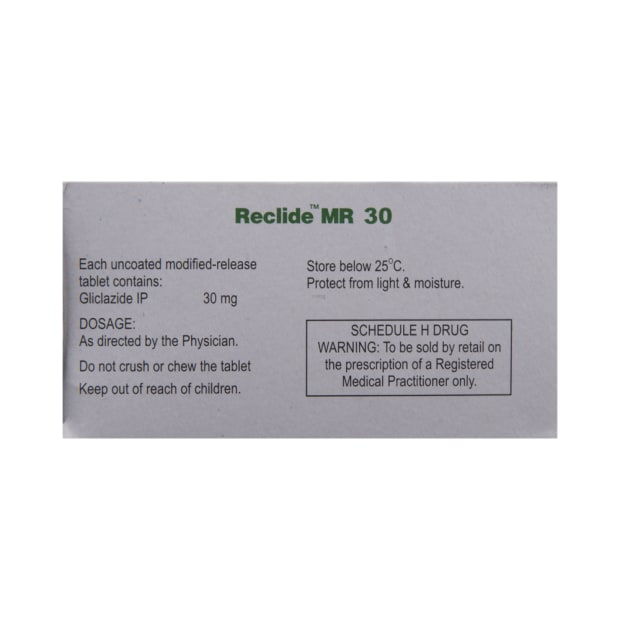 Reclide™ MR 30
Each uncoated modified-release
tablet contains:
Gliclazide IP 30 mg
DOSAGE:
As directed by the Physician.
Do not crush or chew the tablet
Keep out of reach of children.
Store below 25°C.
Protect from light & moisture.
SCHEDULE H DRUG
WARNING: To be sold by retail on
the prescription of a Registered
Medical Practitioner only.